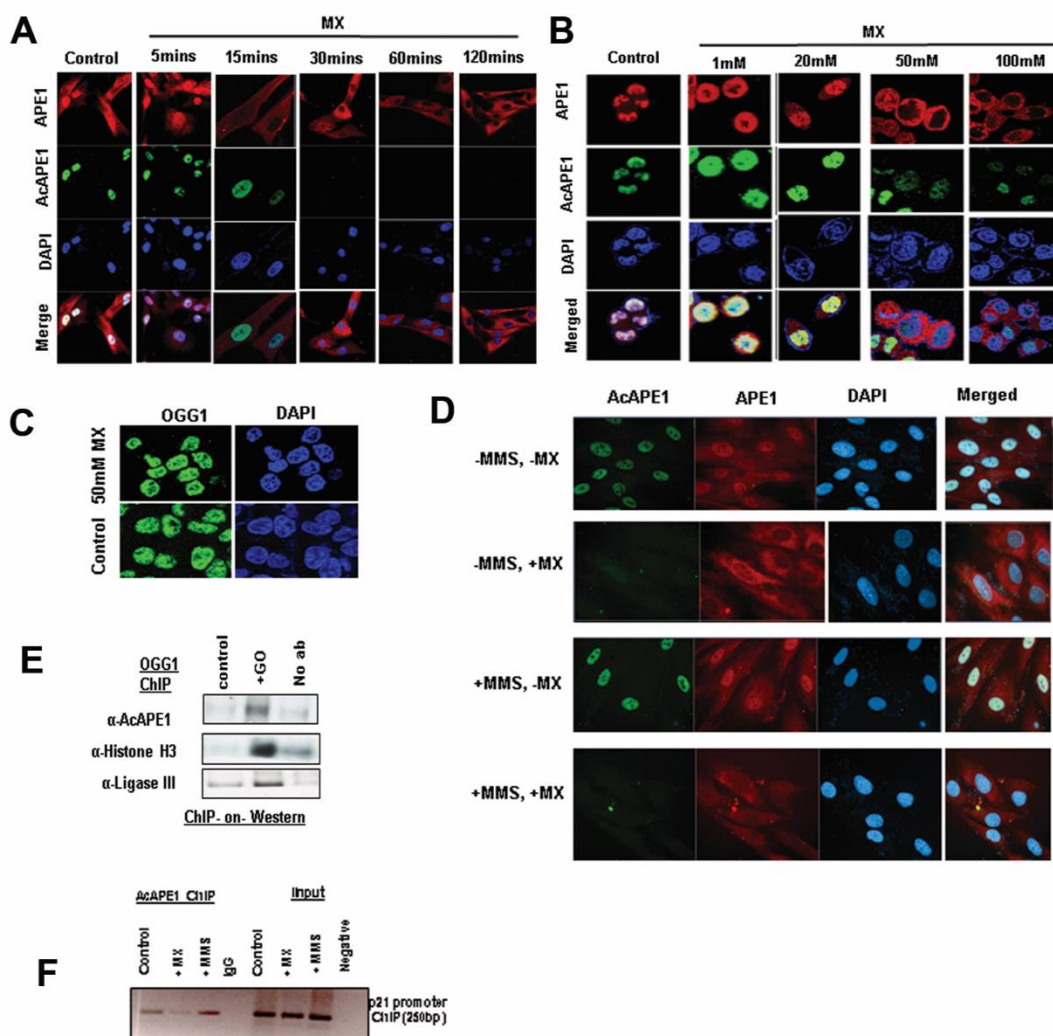 A
MX
Control 5mins 15mins 30mins 60mins 120mins
APE1
AcAPE1
DAPI
Merge
B
MX
Control 1mM 20mM 50mM 100mM
APE1
AcAPE1
DAPI
Merged
C
OGG1 DAPI
50mM MX
Control
D
AcAPE1 APE1 DAPI Merged
-MMS, -MX
-MMS, +MX
+MMS, -MX
+MMS, +MX
E
OGG1
ChIP
control +GO No ab
α-AcAPE1
α-Histone H3
α-Ligase III
ChIP- on- Western
F
AcAPE1 ChIP Input
Control + MX + MMS IgG Control + MX + MMS Negative
p21 promoter
ChIP(250bp)